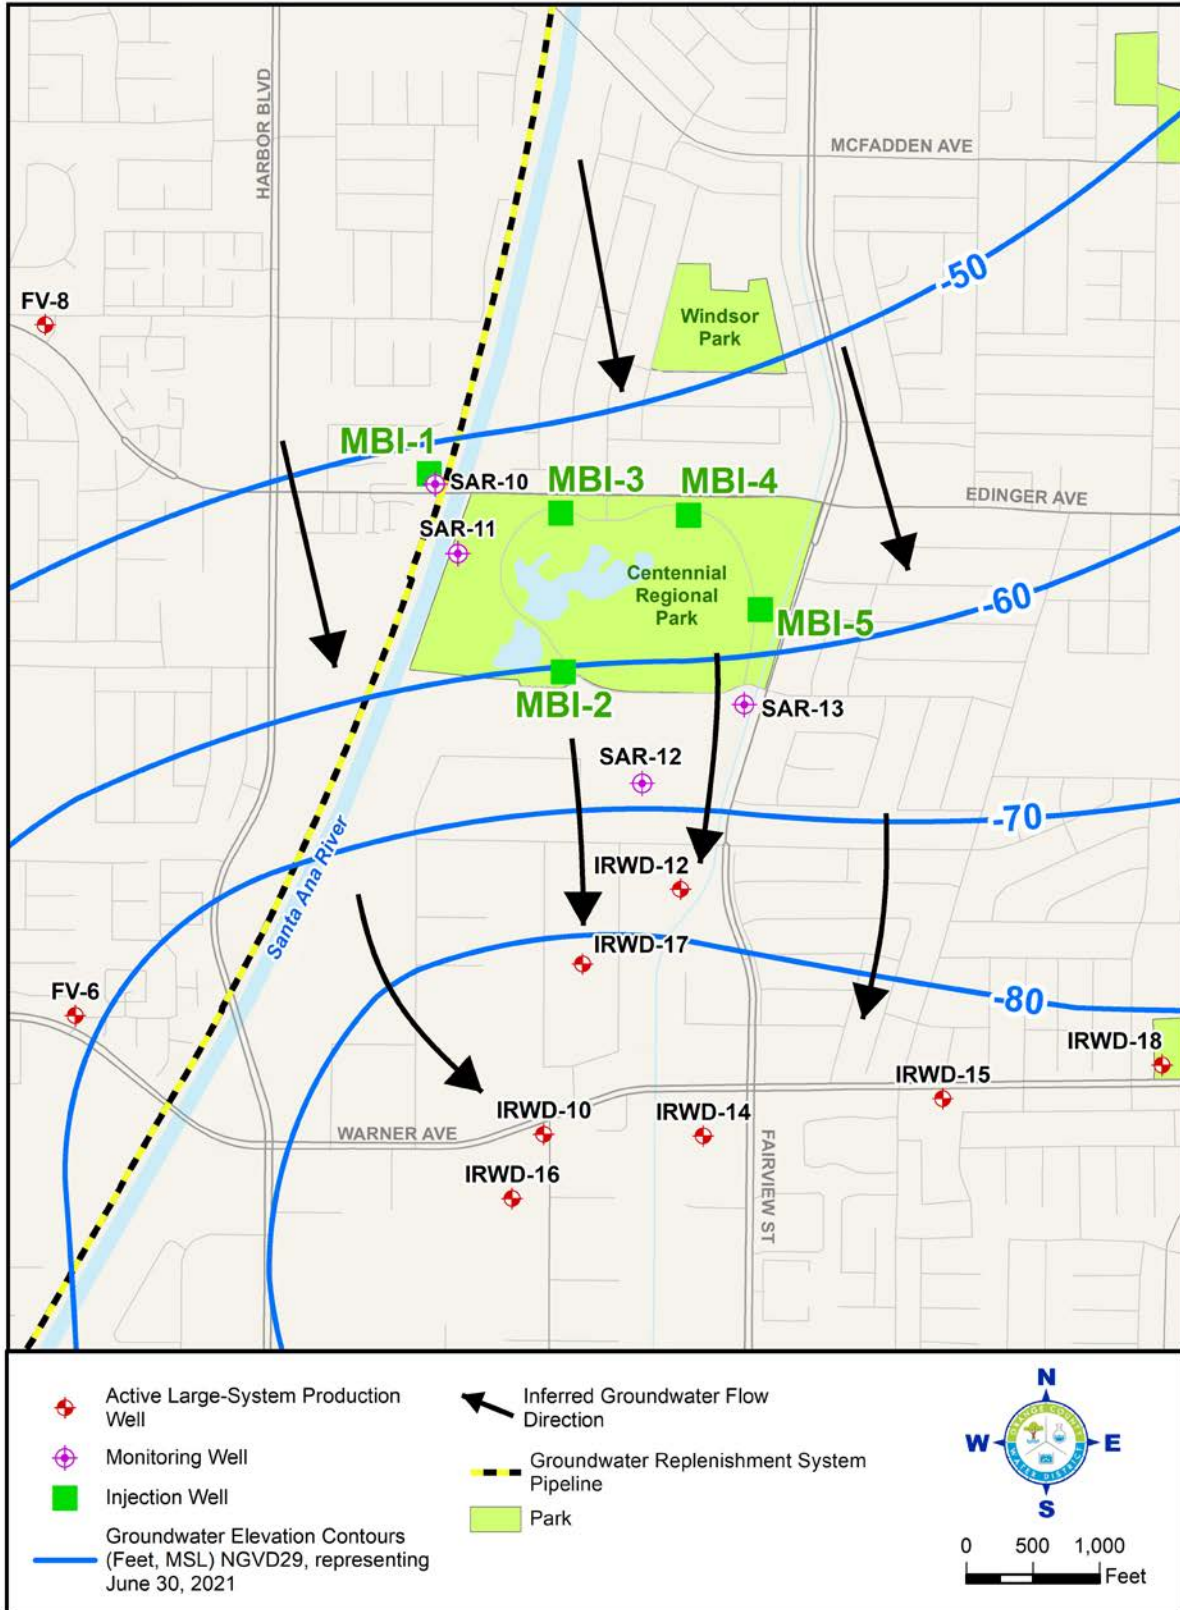 HARBOR BLVD
MCFADDEN AVE
-50
FV-8
Windsor
Park
MBI-1
SAR-10
MBI-3
MBI-4
EDINGER AVE
SAR-11
Centennial
Regional
Park
-60
MBI-5
MBI-2
SAR-13
SAR-12
-70
Santa Ana River
IRWD-12
IRWD-17
FV-6
-80
IRWD-18
IRWD-15
IRWD-10
IRWD-14
WARNER AVE
FAIRVIEW ST
IRWD-16
Active Large-System Production
Well
Monitoring Well
Injection Well
Groundwater Elevation Contours
(Feet, MSL) NGVD29, representing
June 30, 2021
Inferred Groundwater Flow
Direction
Groundwater Replenishment System
Pipeline
Park
N
W
E
S
ORANGE COUNTY
WATER DISTRICT
0 500 1,000
Feet